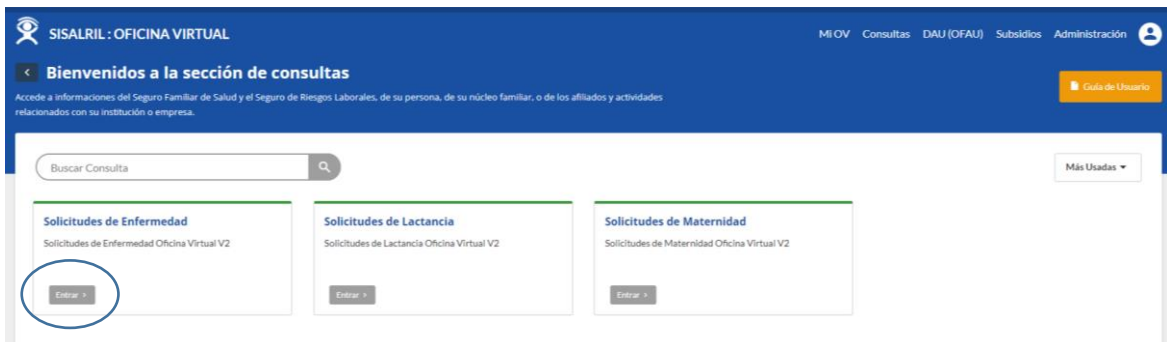 SISALRIL : OFICINA VIRTUAL
Mi OV Consultas DAU (OFAU) Subsidios Administración
Bienvenidos a la sección de consultas
Accede a informaciones del Seguro Familiar de Salud y el Seguro de Riesgos Laborales, de su persona, de su núcleo familiar, o de los afiliados y actividades
relacionados con su institución o empresa.
Guía de Usuario
Buscar Consulta
Más Usadas
Solicitudes de Enfermedad
Solicitudes de Enfermedad Oficina Virtual V2
Entrar >
Solicitudes de Lactancia
Solicitudes de Lactancia Oficina Virtual V2
Entrar >
Solicitudes de Maternidad
Solicitudes de Maternidad Oficina Virtual V2
Entrar >